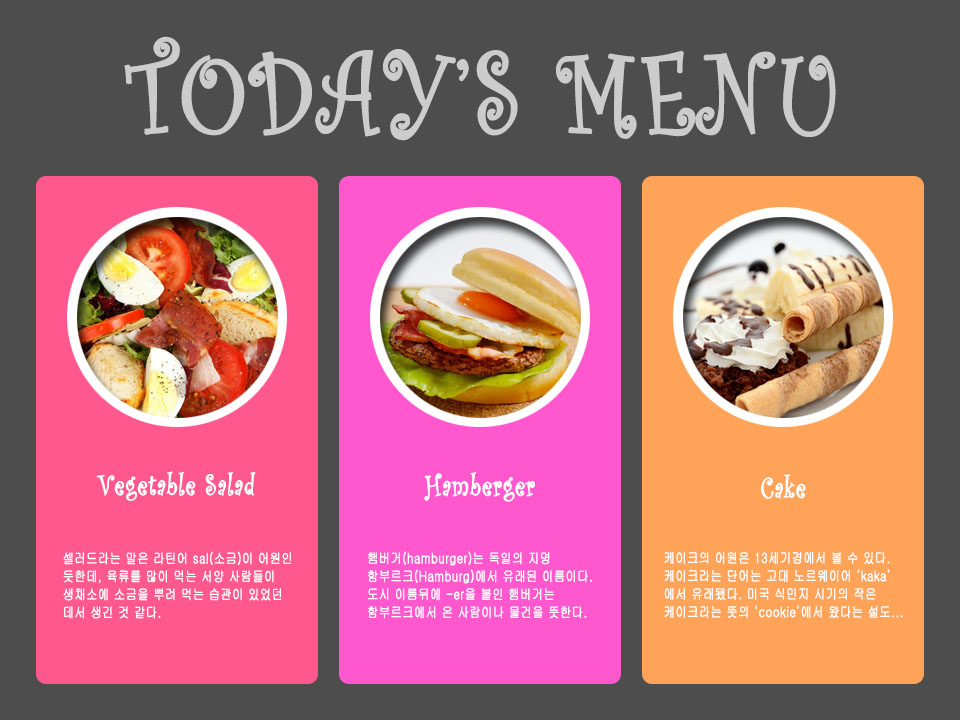 TODAY'S MENU
Vegetable Salad
셀러드라는 말은 라틴어 sal(소금)이 어원인
듯한데, 육류를 많이 먹는 서양 사람들이
생채소에 소금을 뿌려 먹는 습관이 있었던
데서 생긴 것 같다.
Hamberger
햄버거(hamburger)는 독일의 지명
함부르크(Hamburg)에서 유래된 이름이다.
도시 이름뒤에 -er을 붙인 햄버거는
함부르크에서 온 사람이나 물건을 뜻한다.
Cake
케이크의 어원은 13세기경에서 볼 수 있다.
케이크라는 단어는 고대 노르웨이어 'kaka'
에서 유래됐다. 미국 식민지 시기의 작은
케이크라는 뜻의 'cookie'에서 왔다는 설도...